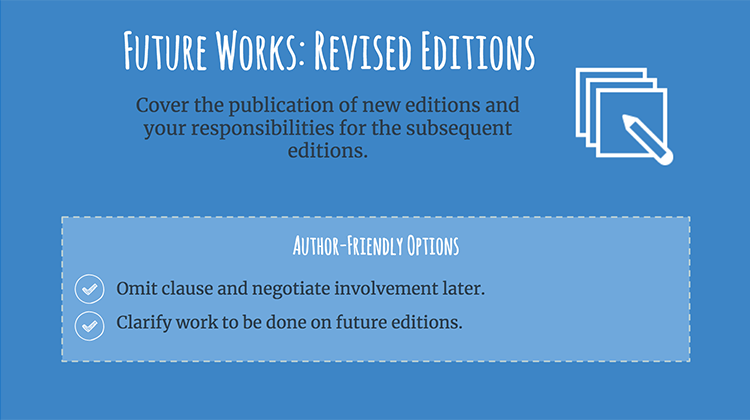 Future Works: Revised Editions
Cover the publication of new editions and
your responsibilities for the subsequent
editions.
Author-Friendly Options
Omit clause and negotiate involvement later.
Clarify work to be done on future editions.